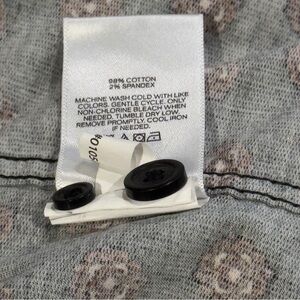 98% COTTON
2% SPANDEX
MACHINE WASH COLD WITH LIKE
COLORS. GENTLE CYCLE. ONLY
NON-CHLORINE BLEACH WHEN
NEEDED. TUMBLE DRY LOW.
REMOVE PROMPTLY. COOL IRON
IF NEEDED.